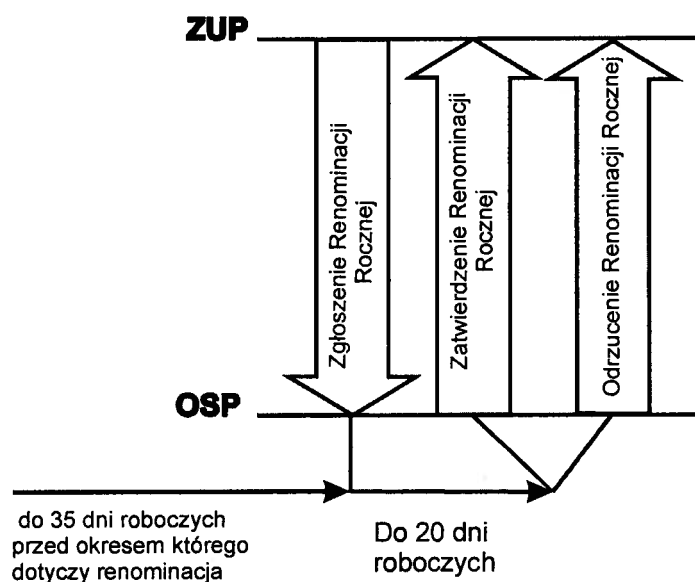 ZUP
Zgłoszenie Renominacji
Rocznej
Zatwierdzenie Renominacji
Rocznej
Odrzucenie Renominacji Rocznej
OSP
do 35 dni roboczych
przed okresem którego
dotyczy renominacja
Do 20 dni
roboczych